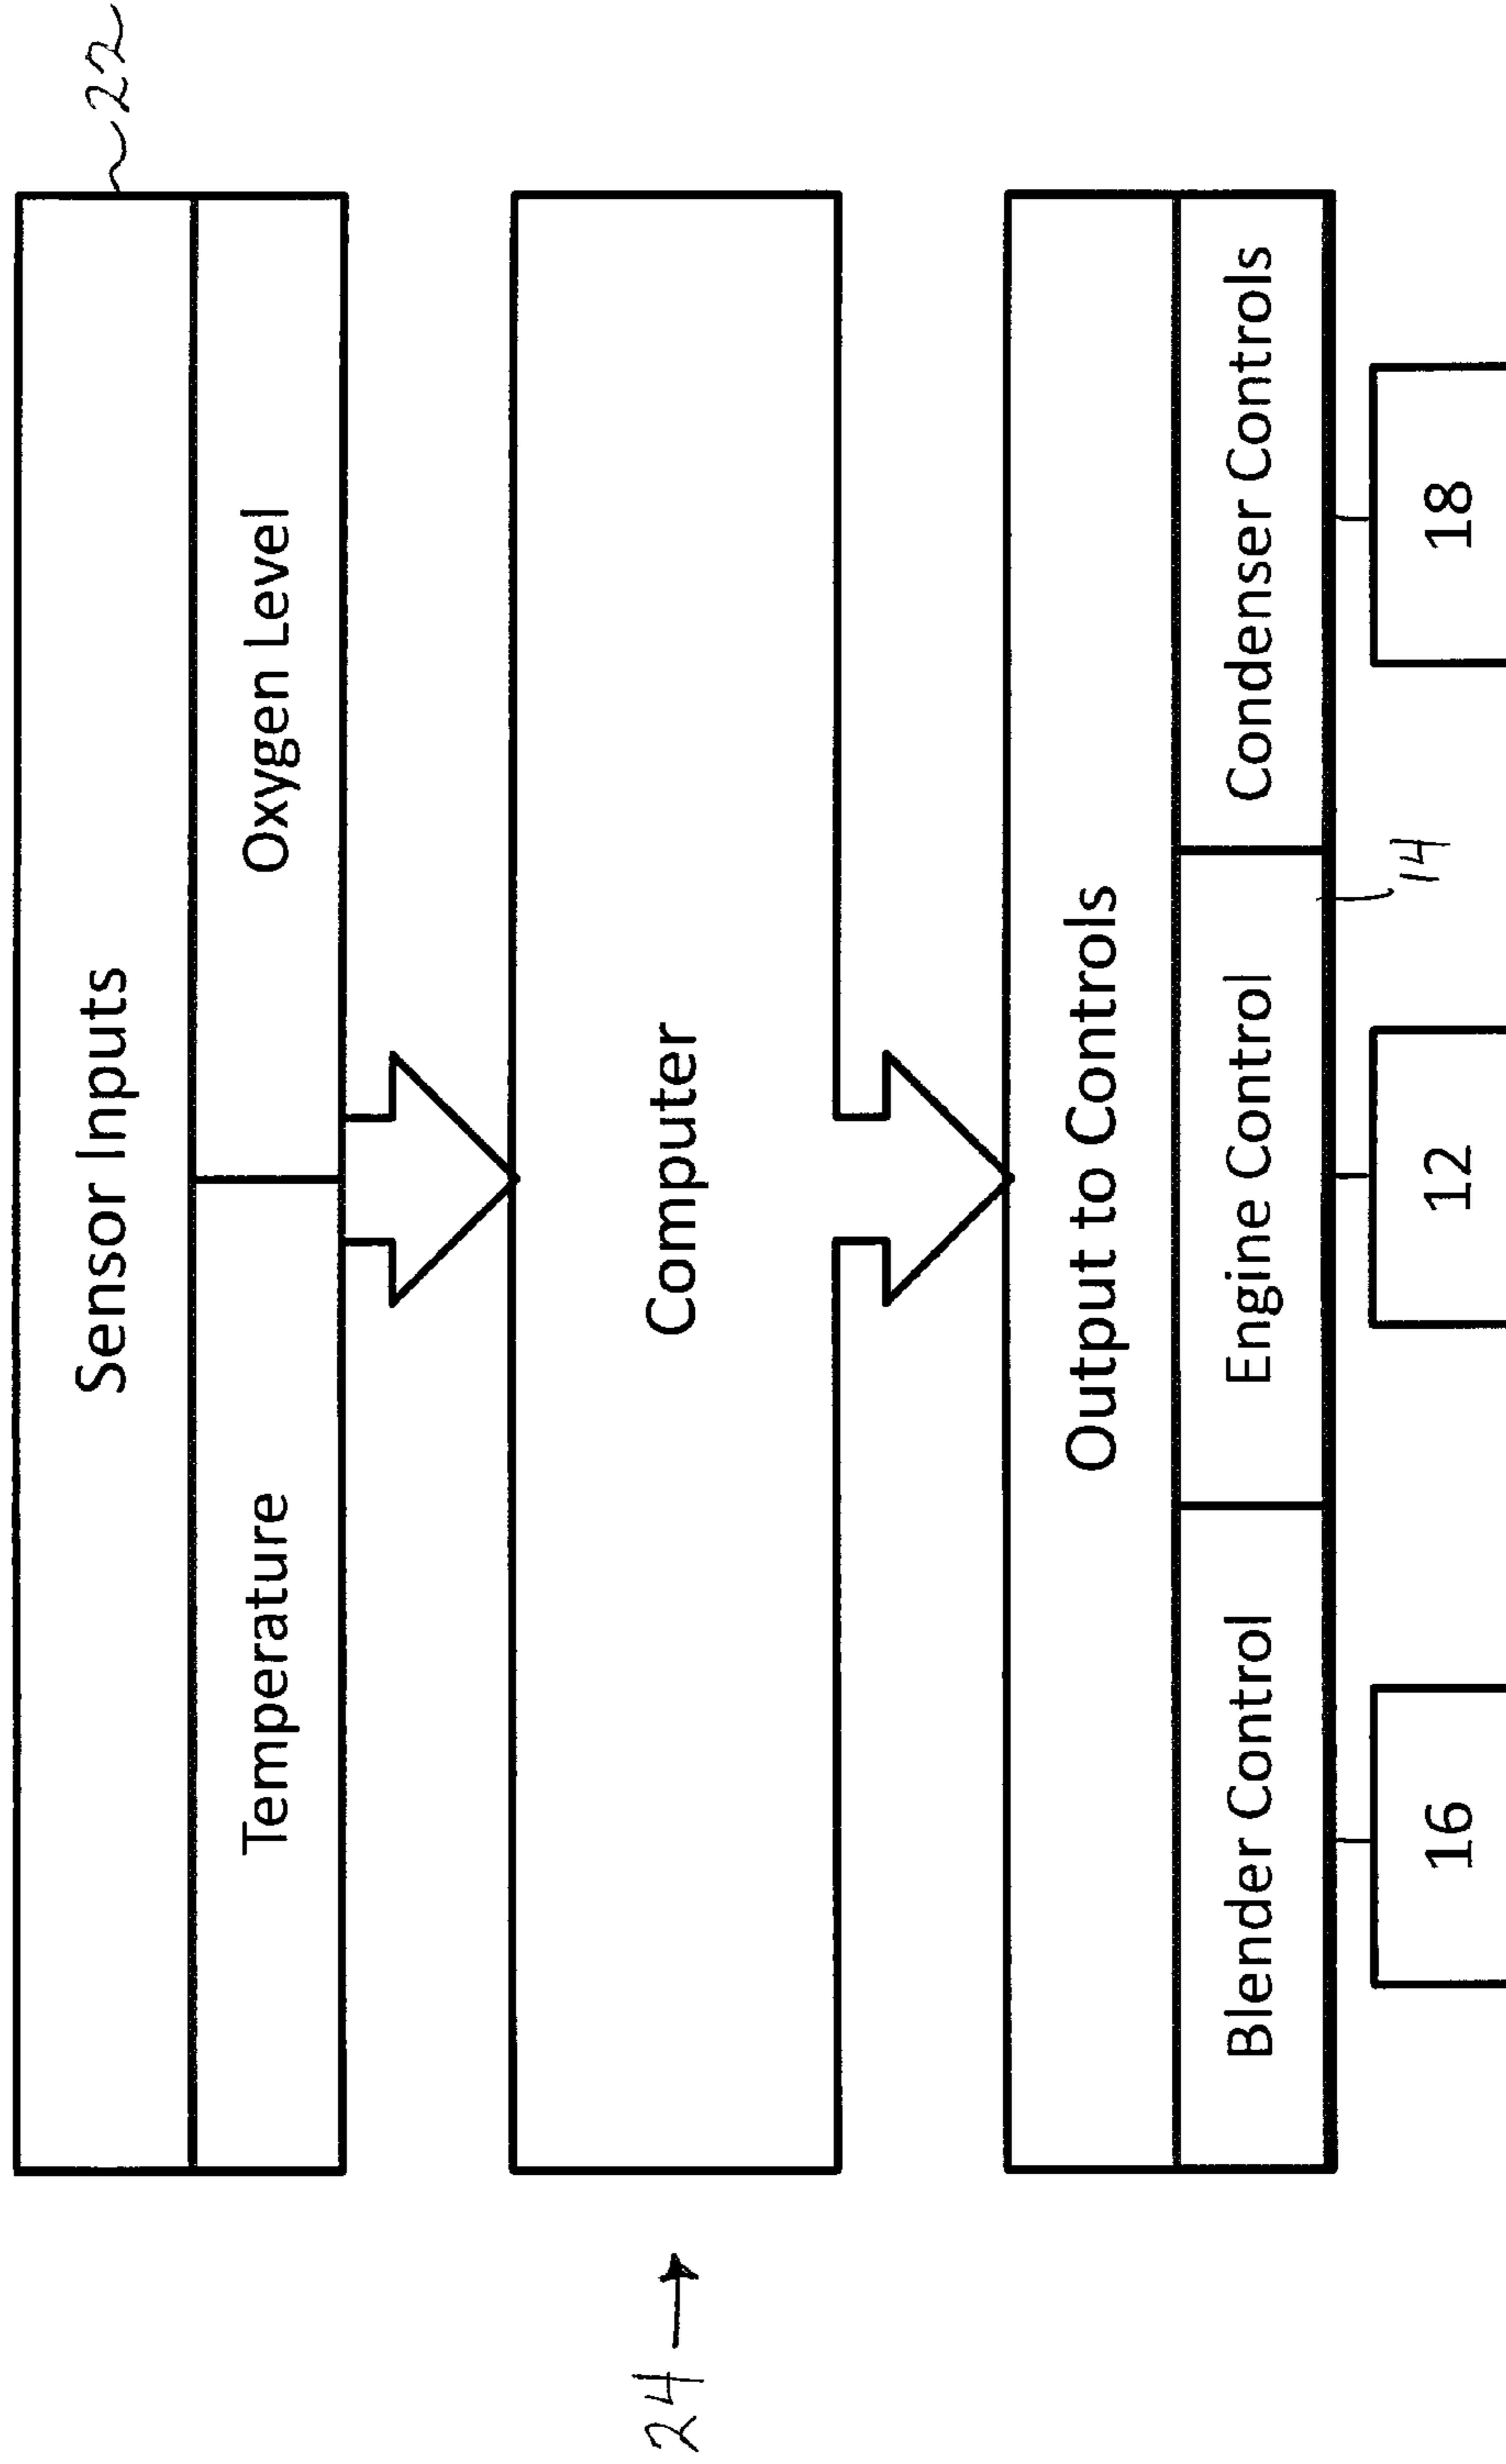 Sensor Inputs
22
Temperature
Oxygen Level
24
Computer
Output to Controls
Blender Control
Engine Control
Condenser Controls
14
16
12
18